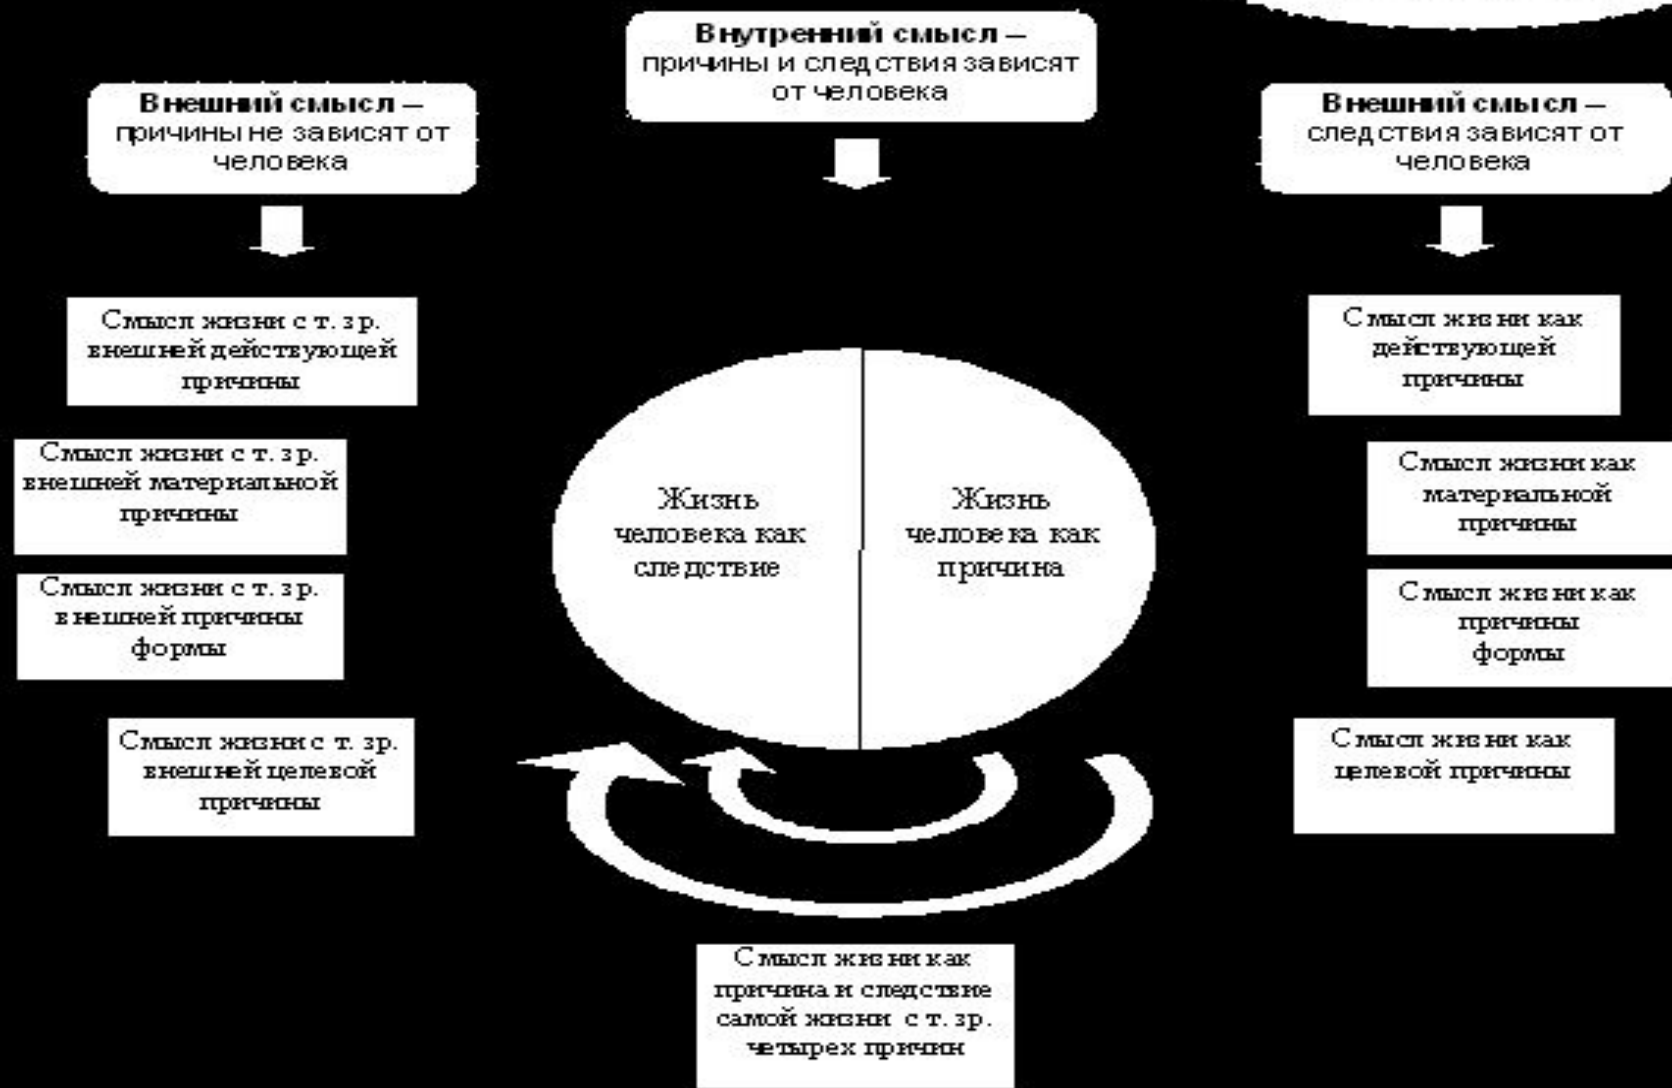 Внутренний смысл –
причины и следствия зависят
от человека
Внешний смысл –
причины не зависят от
человека
Внешний смысл –
следствия зависят от
человека
Смысл жизни с т. зр.
внешней действующей
причины
Смысл жизни с т. зр.
внешней материальной
причины
Смысл жизни с т. зр.
внешней причины
формы
Смысл жизни с т. зр.
внешней целевой
причины
Жизнь
человека как
следствие
Жизнь
человека как
причина
Смысл жизни как
действующей
причины
Смысл жизни как
материальной
причины
Смысл жизни как
причины
формы
Смысл жизни как
целевой причины
Смысл жизни как
причина и следствие
самой жизни с т. зр.
четырех причин